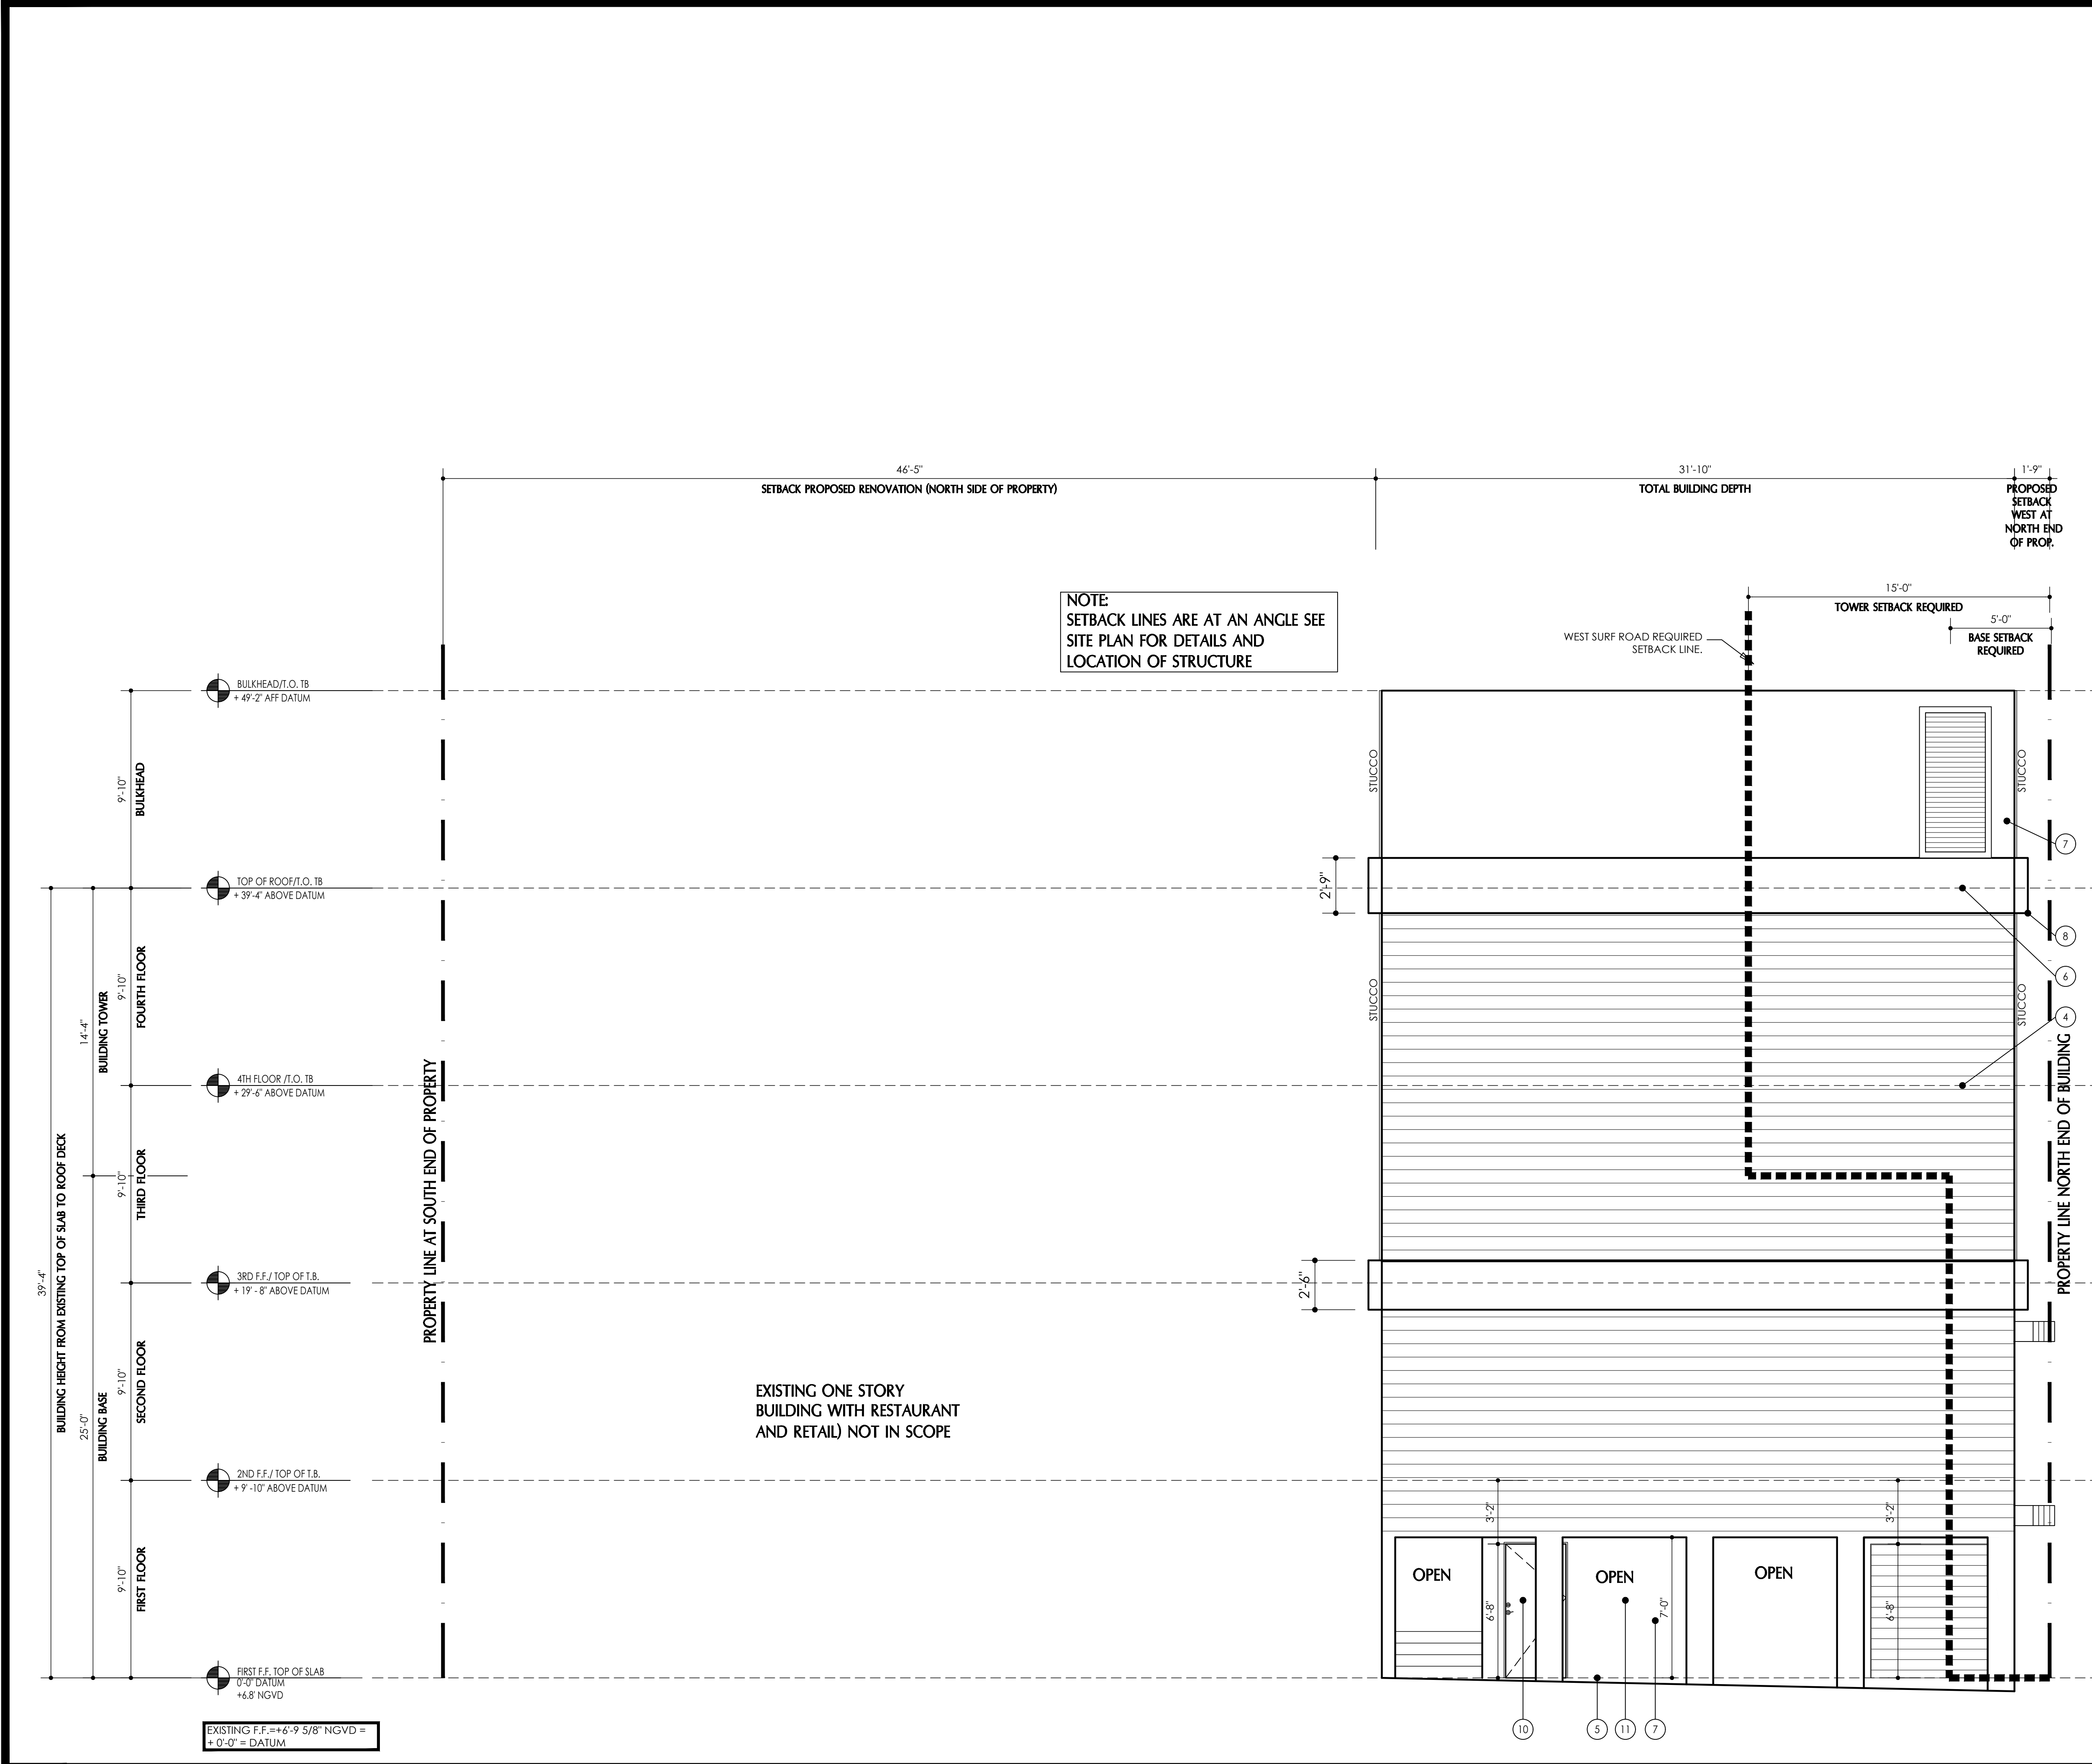 46'-5"
SETBACK PROPOSED RENOVATION (NORTH SIDE OF PROPERTY)
31'-10"
TOTAL BUILDING DEPTH
1'-9"
PROPOSED
SETBACK
WEST AT
NORTH END
OF PROP.
NOTE:
SETBACK LINES ARE AT AN ANGLE SEE
SITE PLAN FOR DETAILS AND
LOCATION OF STRUCTURE
15'-0"
TOWER SETBACK REQUIRED
5'-0"
BASE SETBACK
REQUIRED
WEST SURF ROAD REQUIRED
SETBACK LINE.
BULKHEAD/T.O. TB
+ 49'-2" AFF DATUM
9'-10"
BULKHEAD
STUCCO
STUCCO
7
TOP OF ROOF/T.O. TB
+ 39'-4" ABOVE DATUM
2'-9"
8
6
9'-10"
FOURTH FLOOR
14'-4"
BUILDING TOWER
STUCCO
STUCCO
4
4TH FLOOR /T.O. TB
+ 29'-6" ABOVE DATUM
9'-10"
THIRD FLOOR
PROPERTY LINE AT SOUTH END OF PROPERTY
PROPERTY LINE NORTH END OF BUILDING
39'-4"
BUILDING HEIGHT FROM EXISTING TOP OF SLAB TO ROOF DECK
3RD F.F./ TOP OF T.B.
+ 19' - 8" ABOVE DATUM
2'-6"
9'-10"
SECOND FLOOR
25'-0"
BUILDING BASE
EXISTING ONE STORY
BUILDING WITH RESTAURANT
AND RETAIL) NOT IN SCOPE
2ND F.F./ TOP OF T.B.
+ 9' -10" ABOVE DATUM
3'-2"
3'-2"
9'-10"
FIRST FLOOR
OPEN
OPEN
OPEN
6'-8"
7'-0"
6'-8"
FIRST F.F. TOP OF SLAB
0'-0" DATUM
+6.8' NGVD
10
5
11
7
EXISTING F.F.=+6'-9 5/8" NGVD =
+ 0'-0" = DATUM